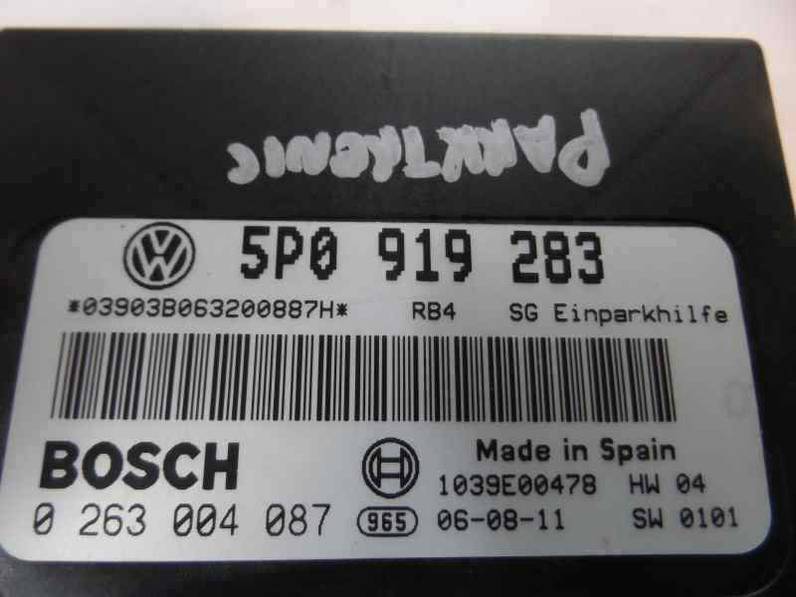 PARKTRONIC
VW 5P0 919 283
*03903B063200887H* RB4 SG Einparkhilfe
BOSCH Made in Spain
1039E00478 HW 04
0 263 004 087 965 06-08-11 SW 0101